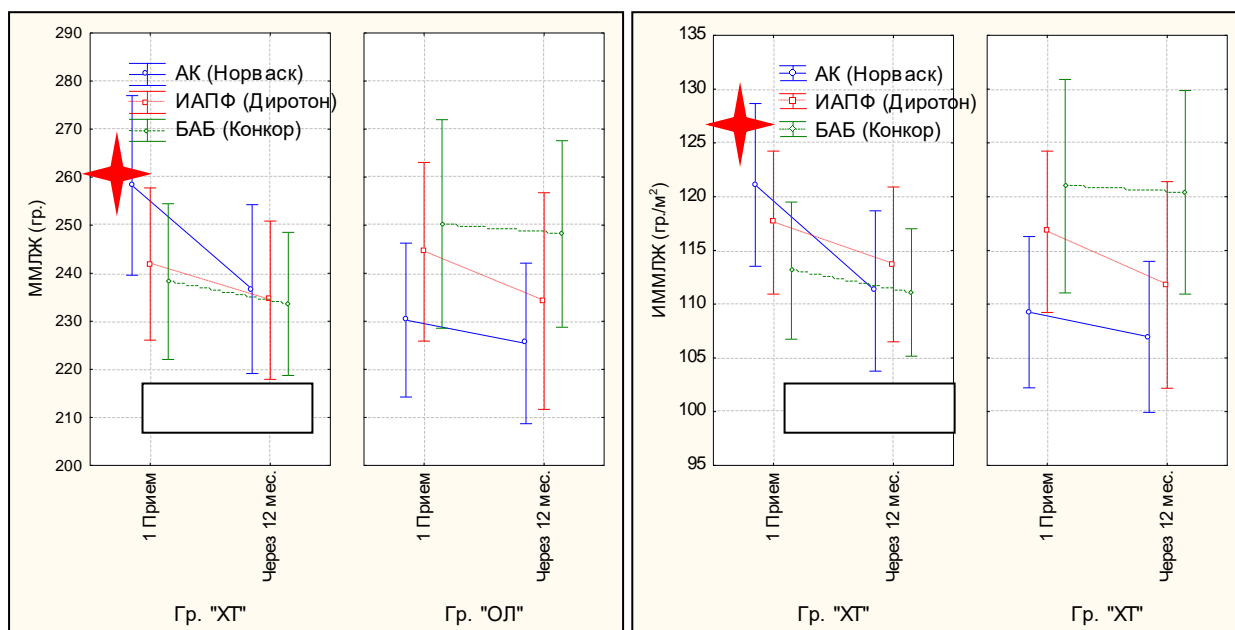 ММЛЖ (гр.)
290
280
270
260
250
240
230
220
210
200
АК (Норваск)
ИАПФ (Диротон)
БАБ (Конкор)
1 Прием
Через 12 мес.
Гр. "ХТ"
1 Прием
Через 12 мес.
Гр. "ОЛ"
ИММЛЖ (гр./м²)
135
130
125
120
115
110
105
100
95
АК (Норваск)
ИАПФ (Диротон)
БАБ (Конкор)
1 Прием
Через 12 мес.
Гр. "ХТ"
1 Прием
Через 12 мес.
Гр. "ХТ"